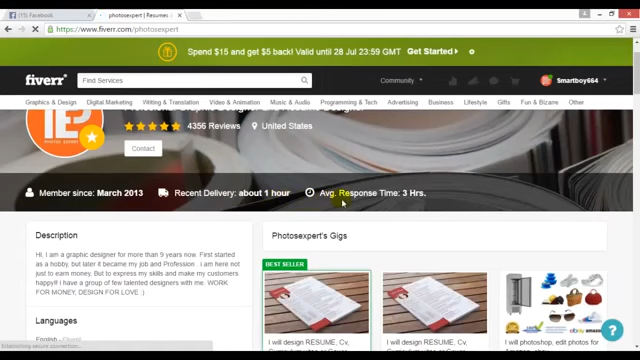 (15) Facebook
photosexpert | Resumes
https://www.fiverr.com/photosexpert
Spend $15 and get $5 back! Valid until 28 Jul 23:59 GMT Get Started >
fiverr
Find Services
Community
Smartboy664
Graphics & Design Digital Marketing Writing & Translation Video & Animation Music & Audio Programming & Tech Advertising Business Lifestyle Gifts Fun & Bizarre Other
4356 Reviews United States
Contact
Member since: March 2013 Recent Delivery: about 1 hour Avg. Response Time: 3 Hrs.
Description
Hi, I am a graphic designer for more than 9 years now. First started
as a hobby, but later it became my job and Profession . i am here not
just to earn money, But to express my skills and make my customers
happy!! I have a group of few talented designers with me. WORK
FOR MONEY, DESIGN FOR LOVE :)
Languages
English - Fluent
Photosexpert's Gigs
BEST SELLER
I will design RESUME, Cv,
I will design RESUME, Cv,
amazon
ebay
I will photoshop, edit photos for
Establishing secure connection...